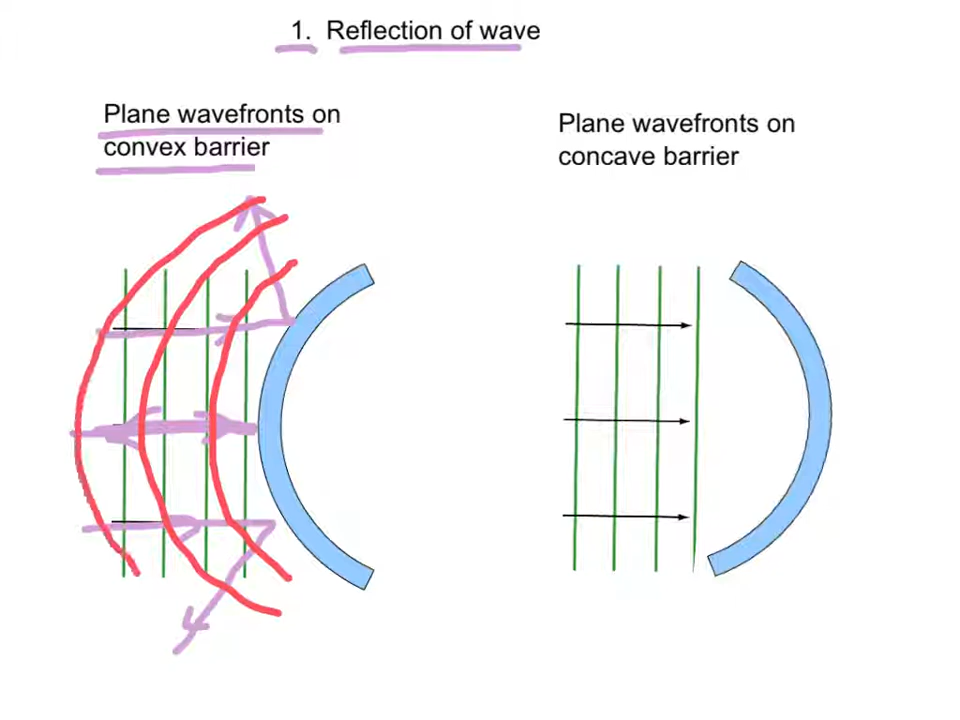 1. Reflection of wave
Plane wavefronts on
convex barrier
Plane wavefronts on
concave barrier